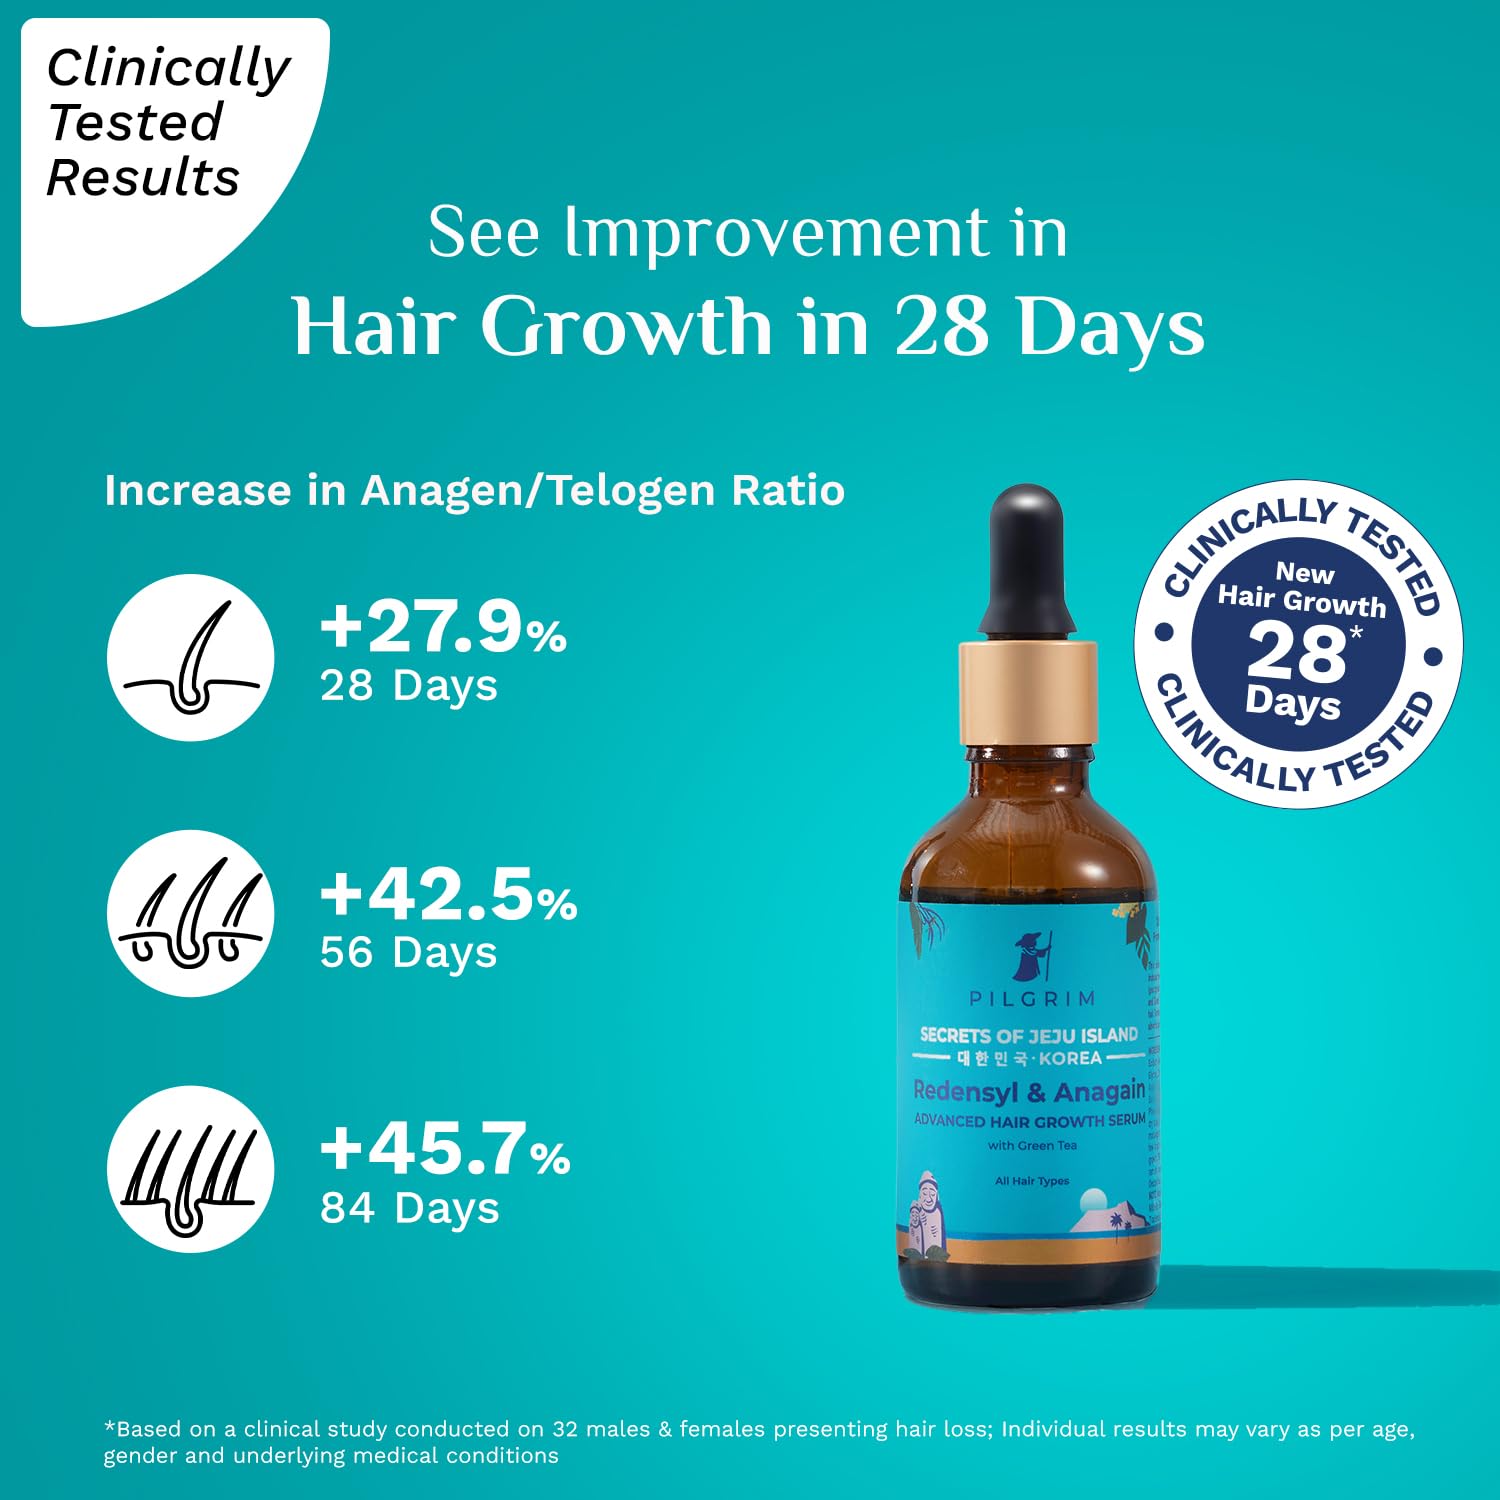 Clinically
Tested
Results
See Improvement in
Hair Growth in 28 Days
Increase in Anagen/Telogen Ratio
+27.9%
28 Days
+42.5%
56 Days
+45.7%
84 Days
CLINICALLY TESTED
New
Hair Growth
28*
Days
CLINICALLY TESTED
PILGRIM
SECRETS OF JEJU ISLAND
대한민국·KOREA
Redensyl & Anagain
ADVANCED HAIR GROWTH SERUM
with Green Tea
All Hair Types
*Based on a clinical study conducted on 32 males & females presenting hair loss; Individual results may vary as per age,
gender and underlying medical conditions